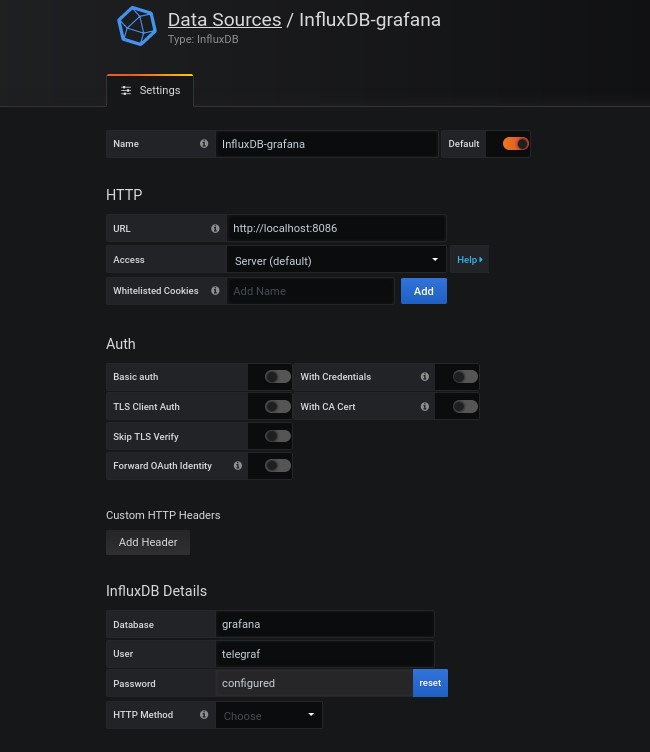 Data Sources / InfluxDB-grafana
Type: InfluxDB
Settings
Name InfluxDB-grafana Default
HTTP
URL http://localhost:8086
Access Server (default) Help
Whitelisted Cookies Add Name Add
Auth
Basic auth With Credentials
TLS Client Auth With CA Cert
Skip TLS Verify
Forward OAuth Identity
Custom HTTP Headers
Add Header
InfluxDB Details
Database grafana
User telegraf
Password configured reset
HTTP Method Choose